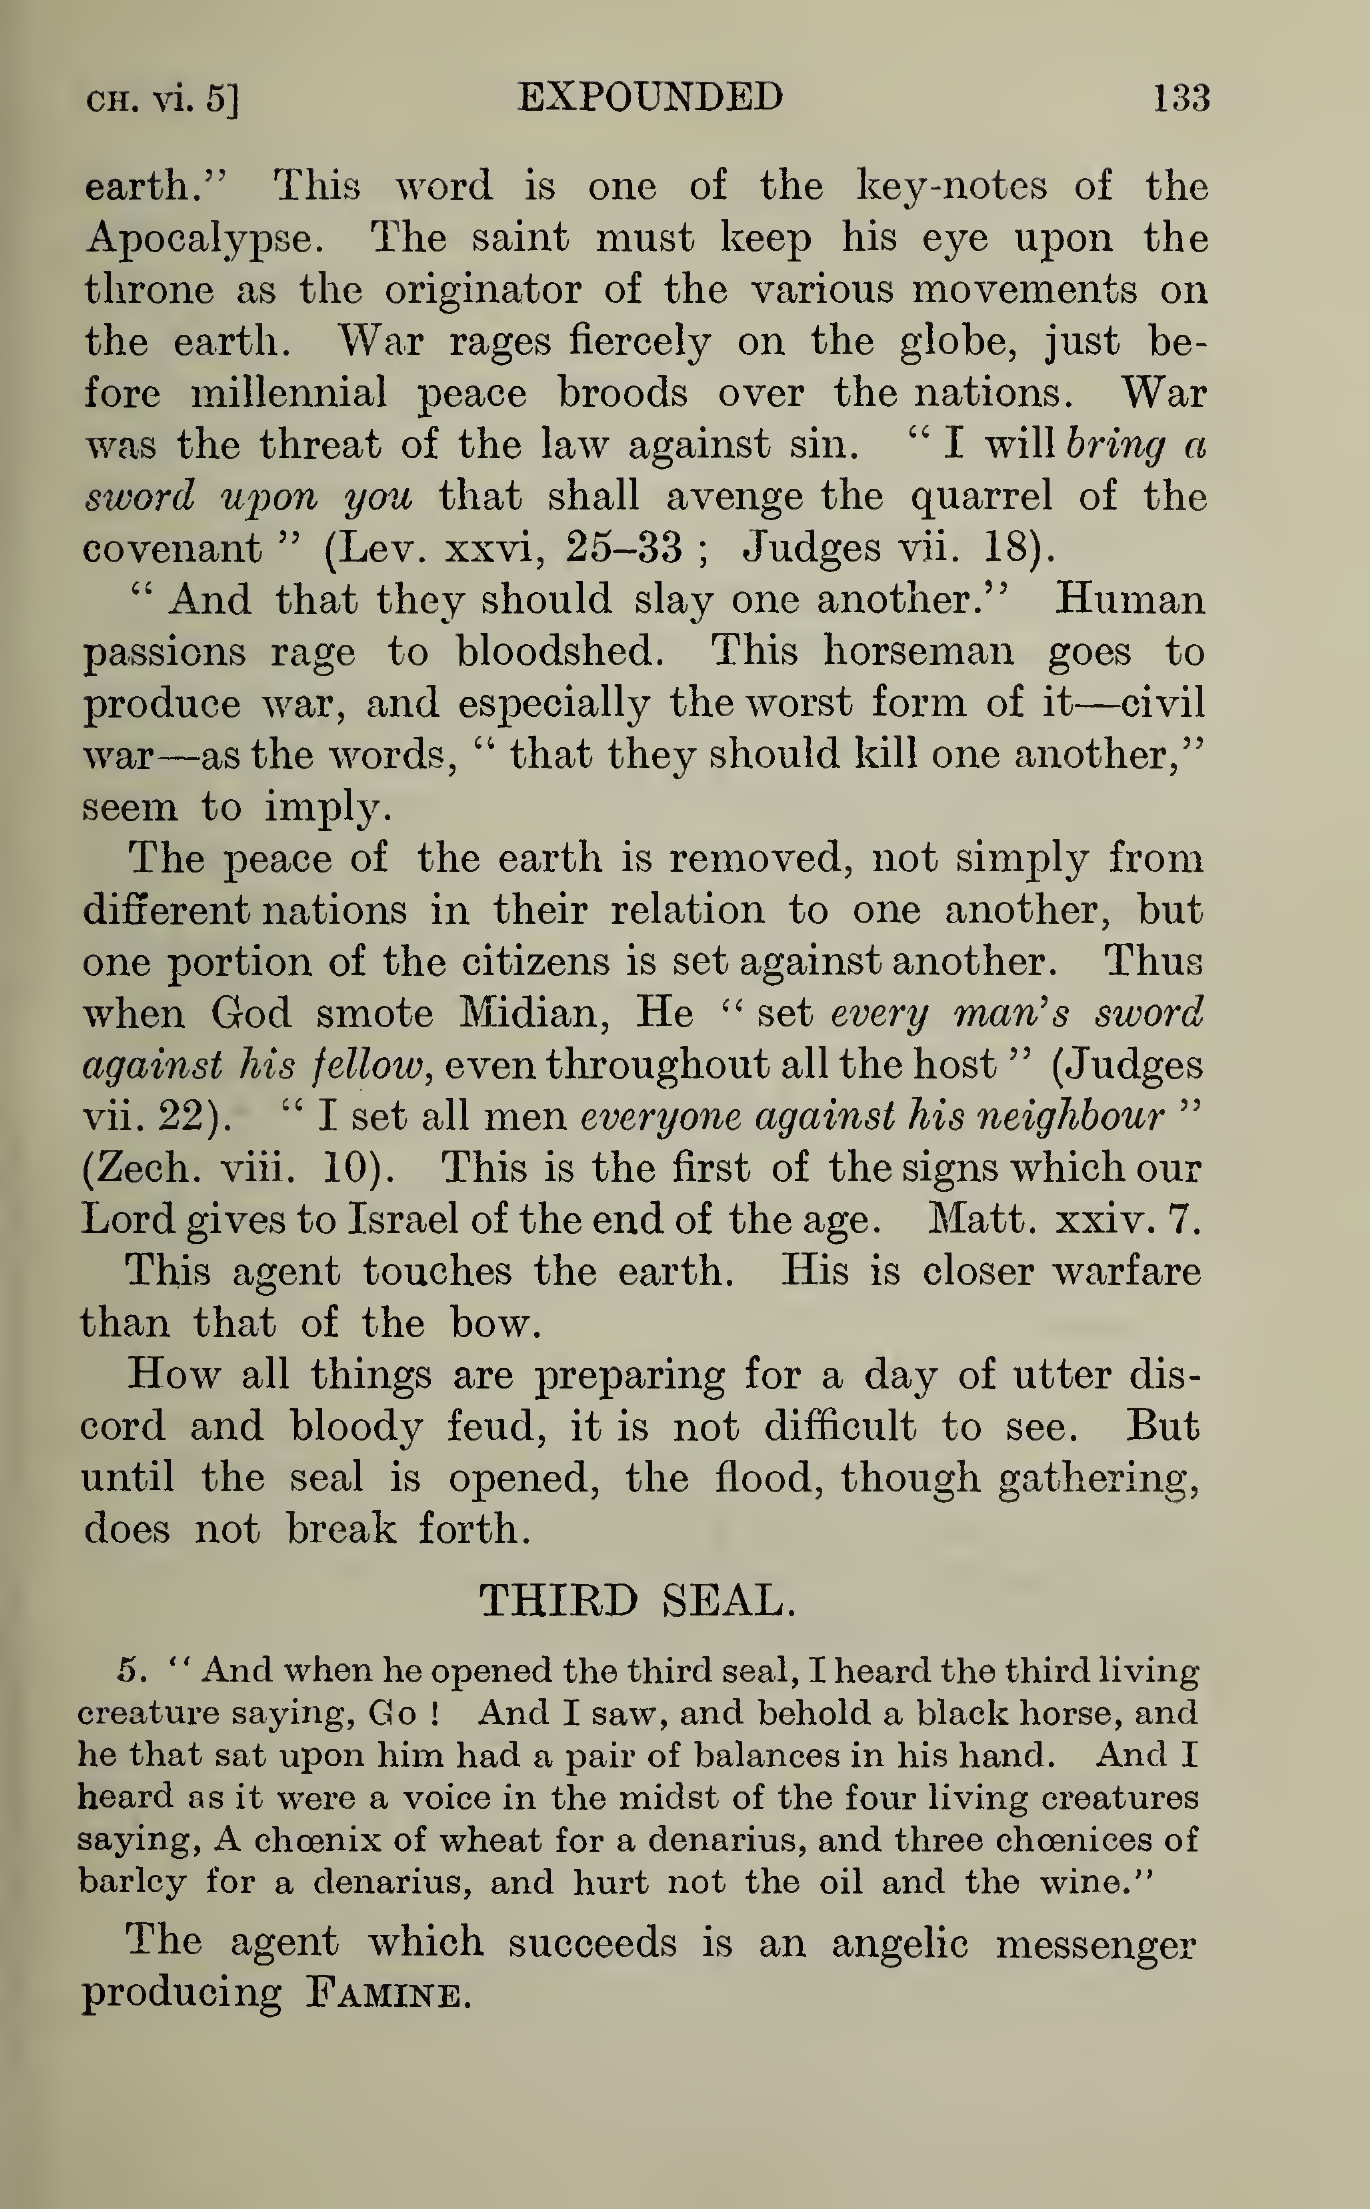 CH. vi. 5] EXPOUNDED 133
earth.” This word is one of the key-notes of the
Apocalypse. The saint must keep his eye upon the
throne as the originator of the various movements on
the earth. War rages fiercely on the globe, just be-
fore millennial peace broods over the nations. War
was the threat of the law against sin. “ I will bring a
sword upon you that shall avenge the quarrel of the
covenant ” (Lev. xxvi, 25–33 ; Judges vii. 18).
“ And that they should slay one another.” Human
passions rage to bloodshed. This horseman goes to
produce war, and especially the worst form of it—civil
war—as the words, “ that they should kill one another,”
seem to imply.
The peace of the earth is removed, not simply from
different nations in their relation to one another, but
one portion of the citizens is set against another. Thus
when God smote Midian, He “ set every man’s sword
against his fellow, even throughout all the host ” (Judges
vii. 22). “ I set all men everyone against his neighbour ”
(Zech. viii. 10). This is the first of the signs which our
Lord gives to Israel of the end of the age. Matt. xxiv. 7.
This agent touches the earth. His is closer warfare
than that of the bow.
How all things are preparing for a day of utter dis-
cord and bloody feud, it is not difficult to see. But
until the seal is opened, the flood, though gathering,
does not break forth.
THIRD SEAL.
5. “ And when he opened the third seal, I heard the third living
creature saying, Go ! And I saw, and behold a black horse, and
he that sat upon him had a pair of balances in his hand. And I
heard as it were a voice in the midst of the four living creatures
saying, A chœnix of wheat for a denarius, and three chœnices of
barley for a denarius, and hurt not the oil and the wine.”
The agent which succeeds is an angelic messenger
producing FAMINE.